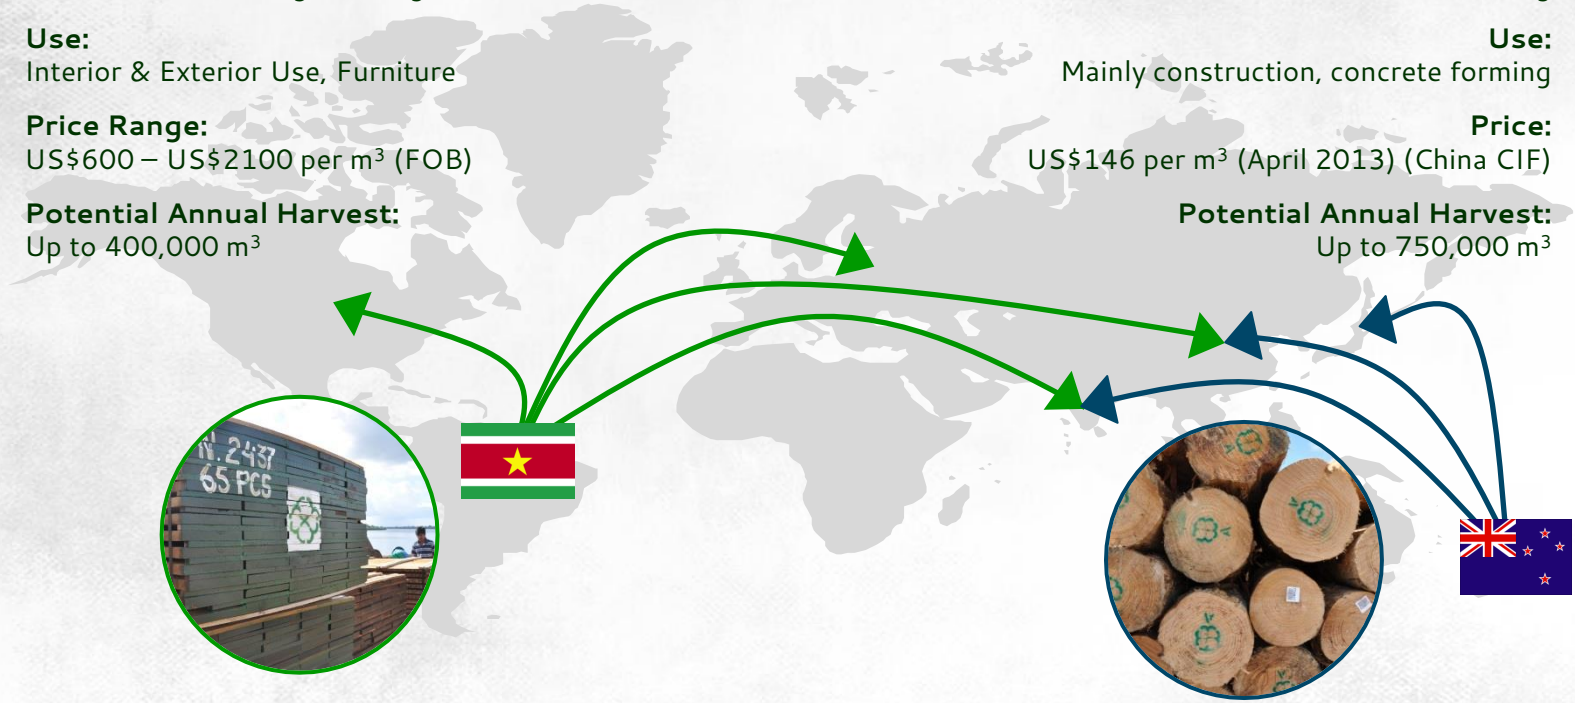 Use:
Interior & Exterior Use, Furniture
Price Range:
US$600 – US$2100 per m³ (FOB)
Potential Annual Harvest:
Up to 400,000 m³
Use:
Mainly construction, concrete forming
Price:
US$146 per m³ (April 2013) (China CIF)
Potential Annual Harvest:
Up to 750,000 m³
N. 2437
65 PCS